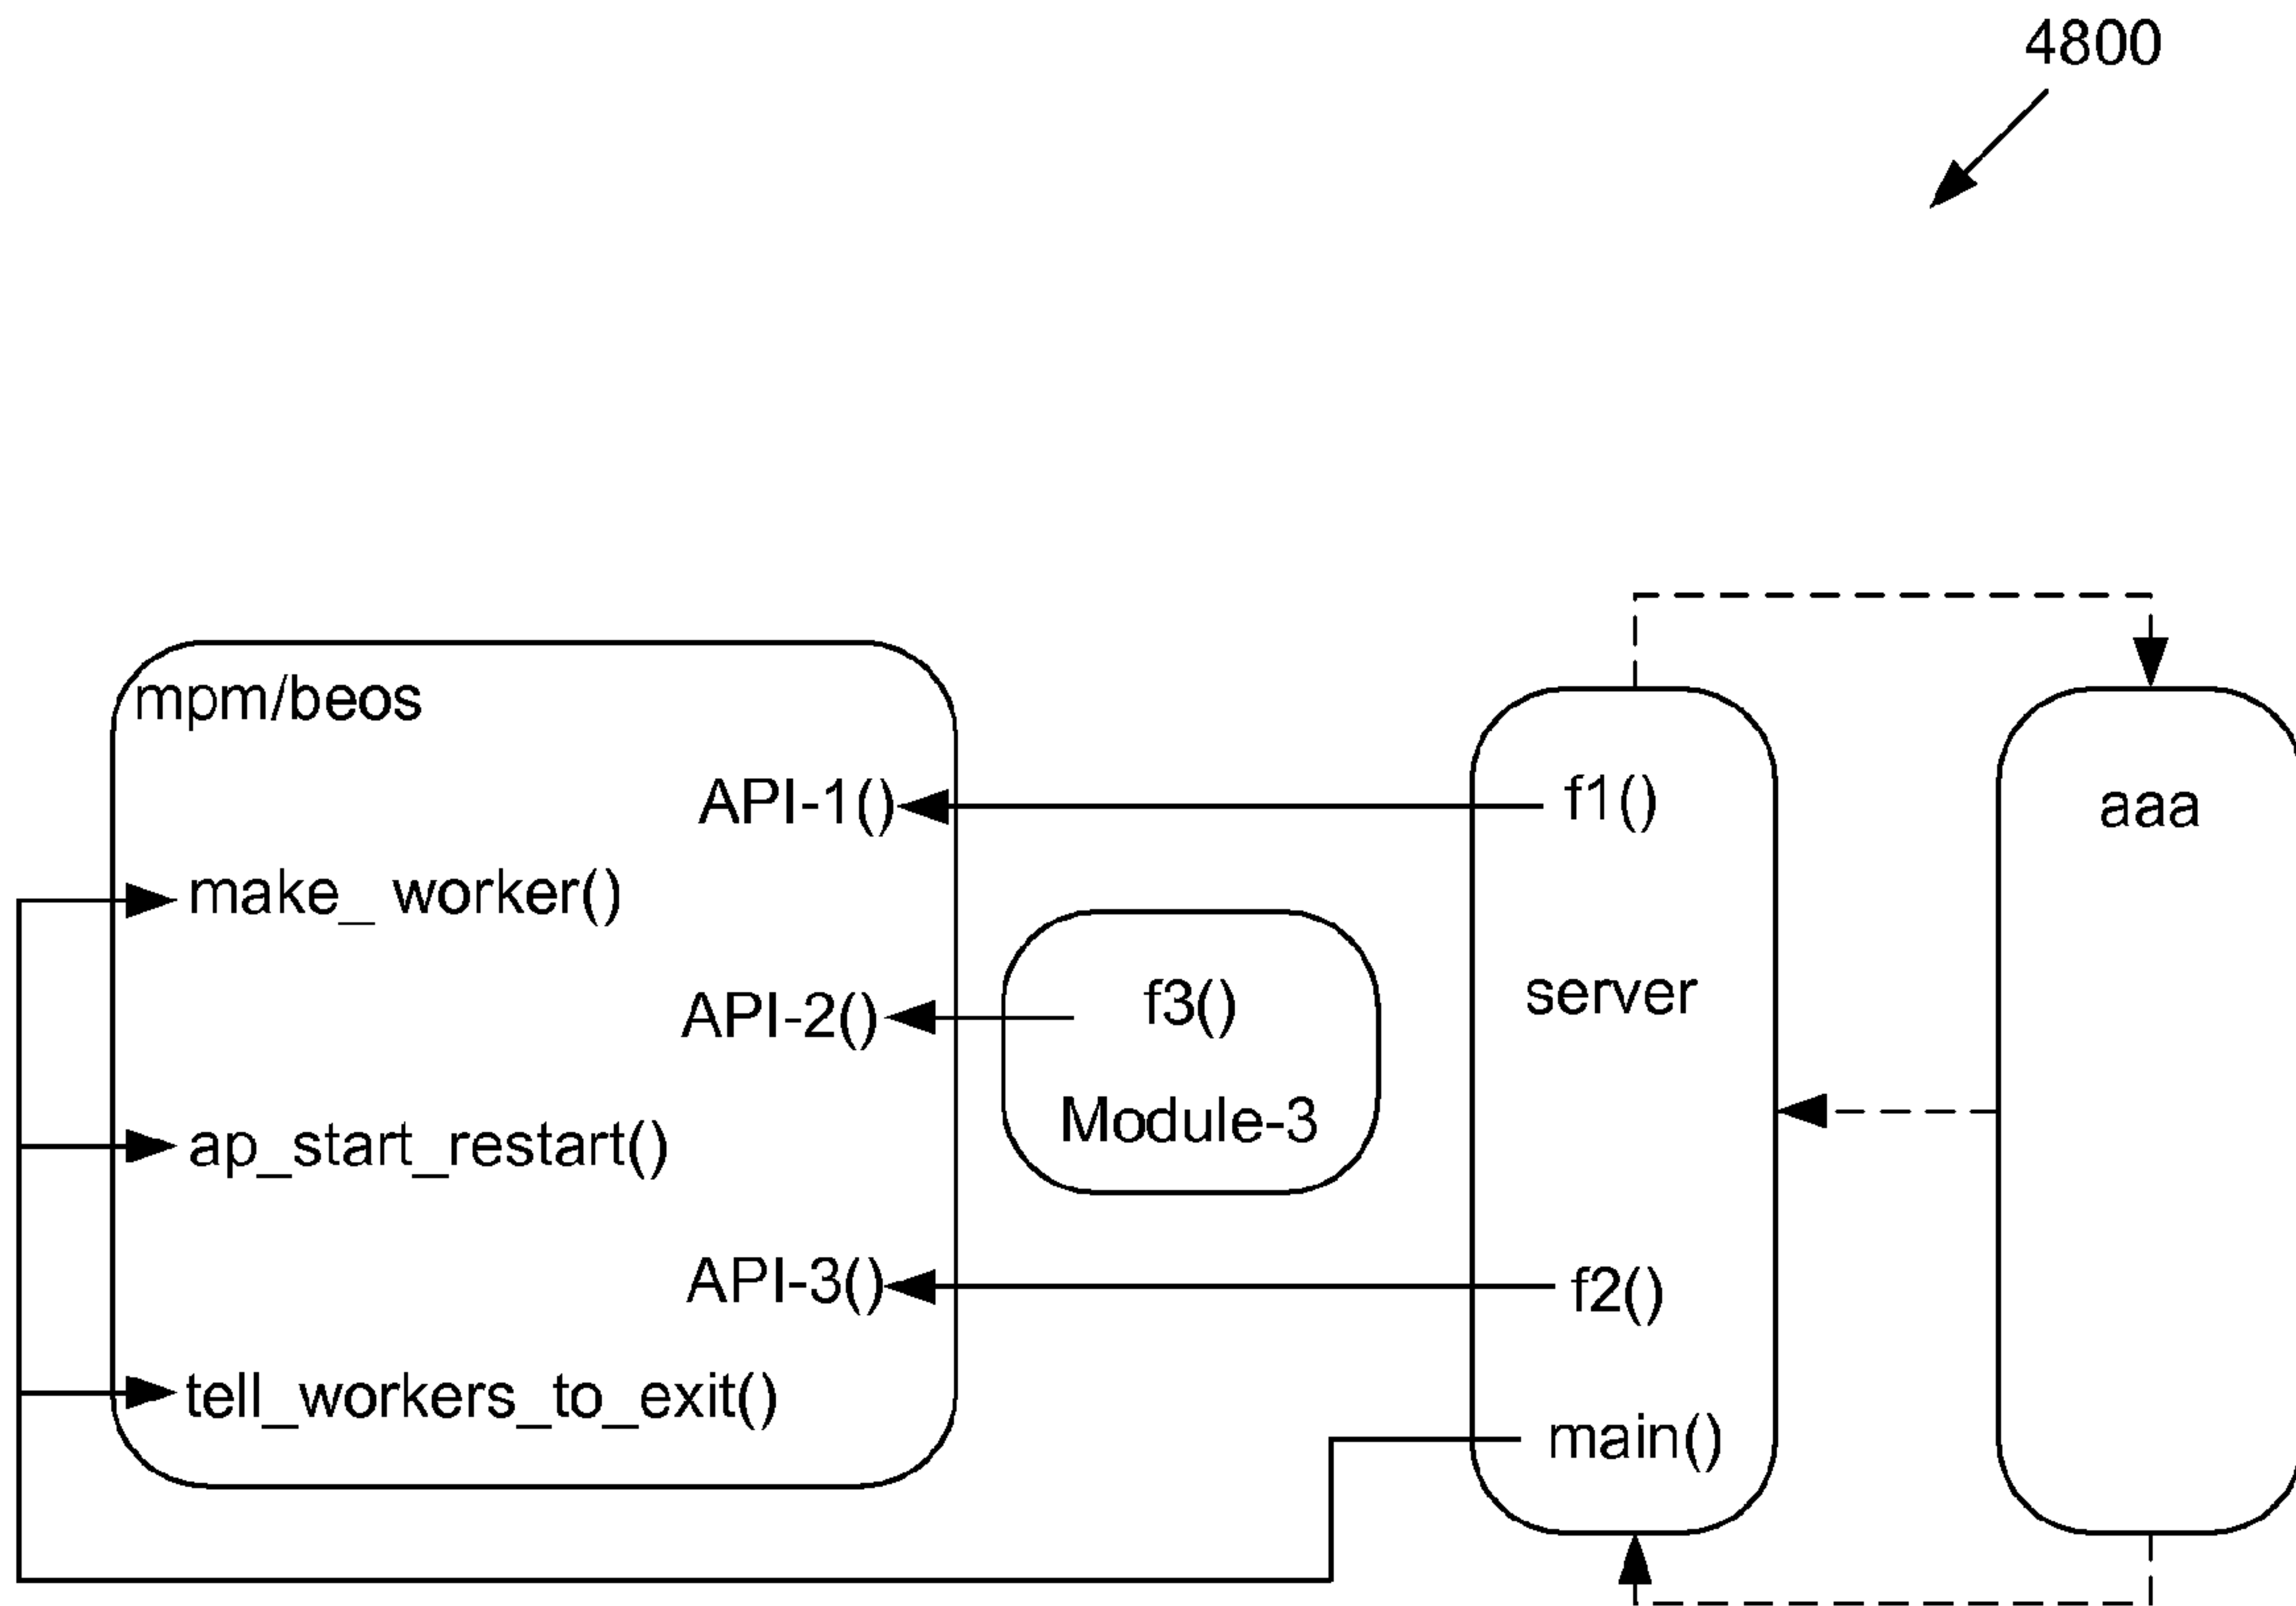 4800
mpm/beos
API-1()
f1()
aaa
make_ worker()
f3()
server
API-2()
Module-3
ap_start_restart()
API-3()
f2()
tell_workers_to_exit()
main()